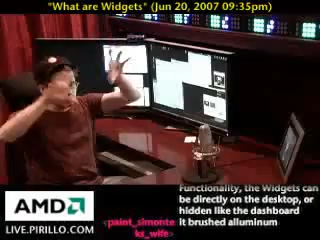 "What are Widgets" (Jun 20, 2007 09:35pm)
Functionality, the Widgets can
be directly on the desktop, or
hidden like the dashboard
it brushed alluminum
<paint_simonte
ks_wife>
AMD
LIVE.PIRILLO.COM